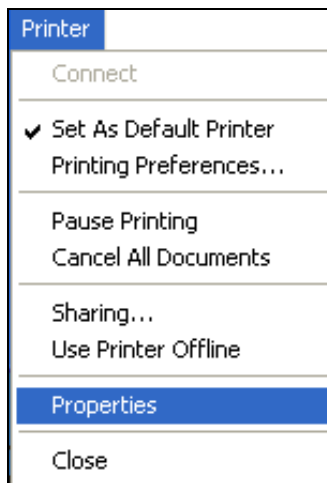 Printer
Connect
Set As Default Printer
Printing Preferences...
Pause Printing
Cancel All Documents
Sharing...
Use Printer Offline
Properties
Close